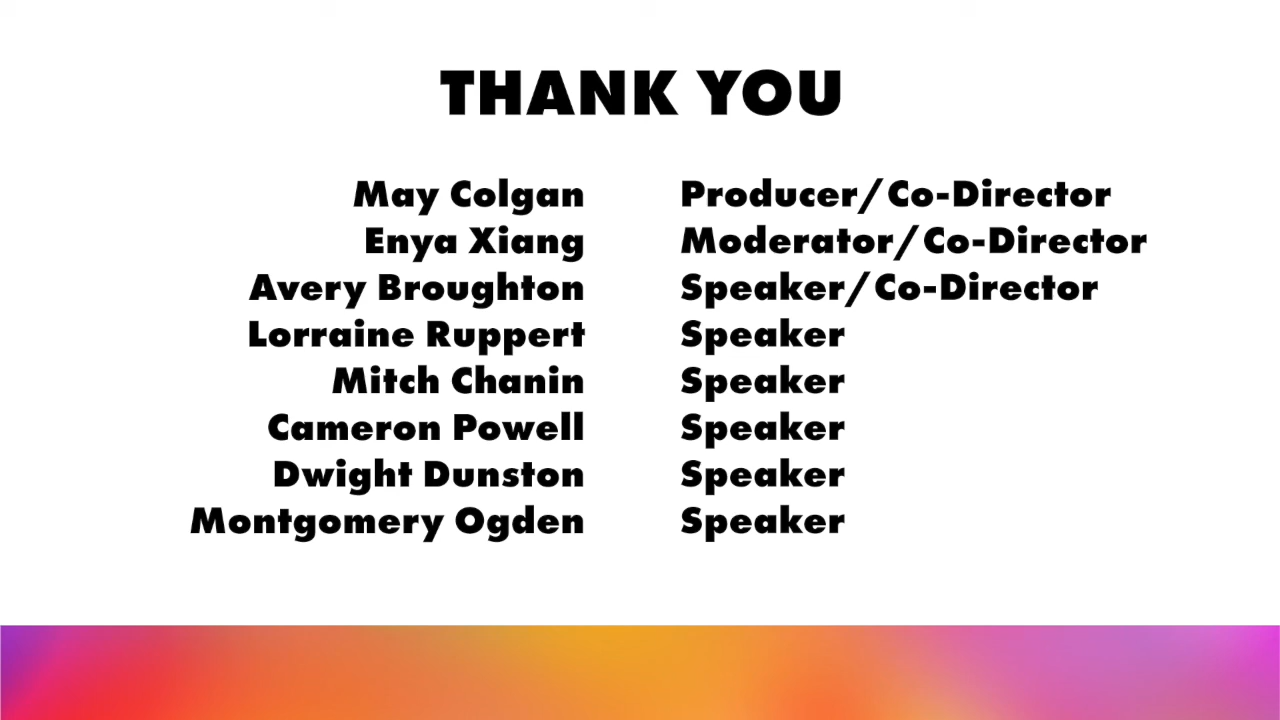 THANK YOU
May Colgan Producer/Co-Director
Enya Xiang Moderator/Co-Director
Avery Broughton Speaker/Co-Director
Lorraine Ruppert Speaker
Mitch Chanin Speaker
Cameron Powell Speaker
Dwight Dunston Speaker
Montgomery Ogden Speaker